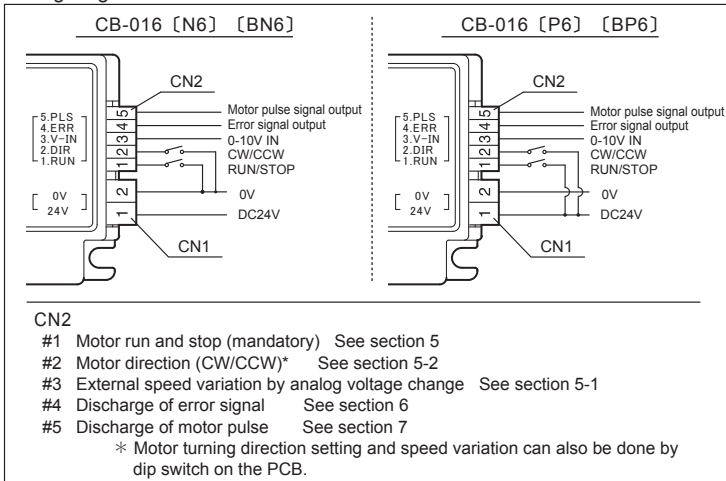 CB-016〔N6〕〔BN6〕
CN2
5.PLS
4.ERR
3.V-IN
2.DIR
1.RUN
0V
24V
5
4
3
2
1
2
1
Motor pulse signal output
Error signal output
0-10V IN
CW/CCW
RUN/STOP
0V
DC24V
CN1
CB-016〔P6〕〔BP6〕
CN2
5.PLS
4.ERR
3.V-IN
2.DIR
1.RUN
0V
24V
5
4
3
2
1
2
1
Motor pulse signal output
Error signal output
0-10V IN
CW/CCW
RUN/STOP
0V
DC24V
CN1
CN2
#1 Motor run and stop (mandatory) See section 5
#2 Motor direction (CW/CCW)* See section 5-2
#3 External speed variation by analog voltage change See section 5-1
#4 Discharge of error signal See section 6
#5 Discharge of motor pulse See section 7
＊ Motor turning direction setting and speed variation can also be done by
dip switch on the PCB.